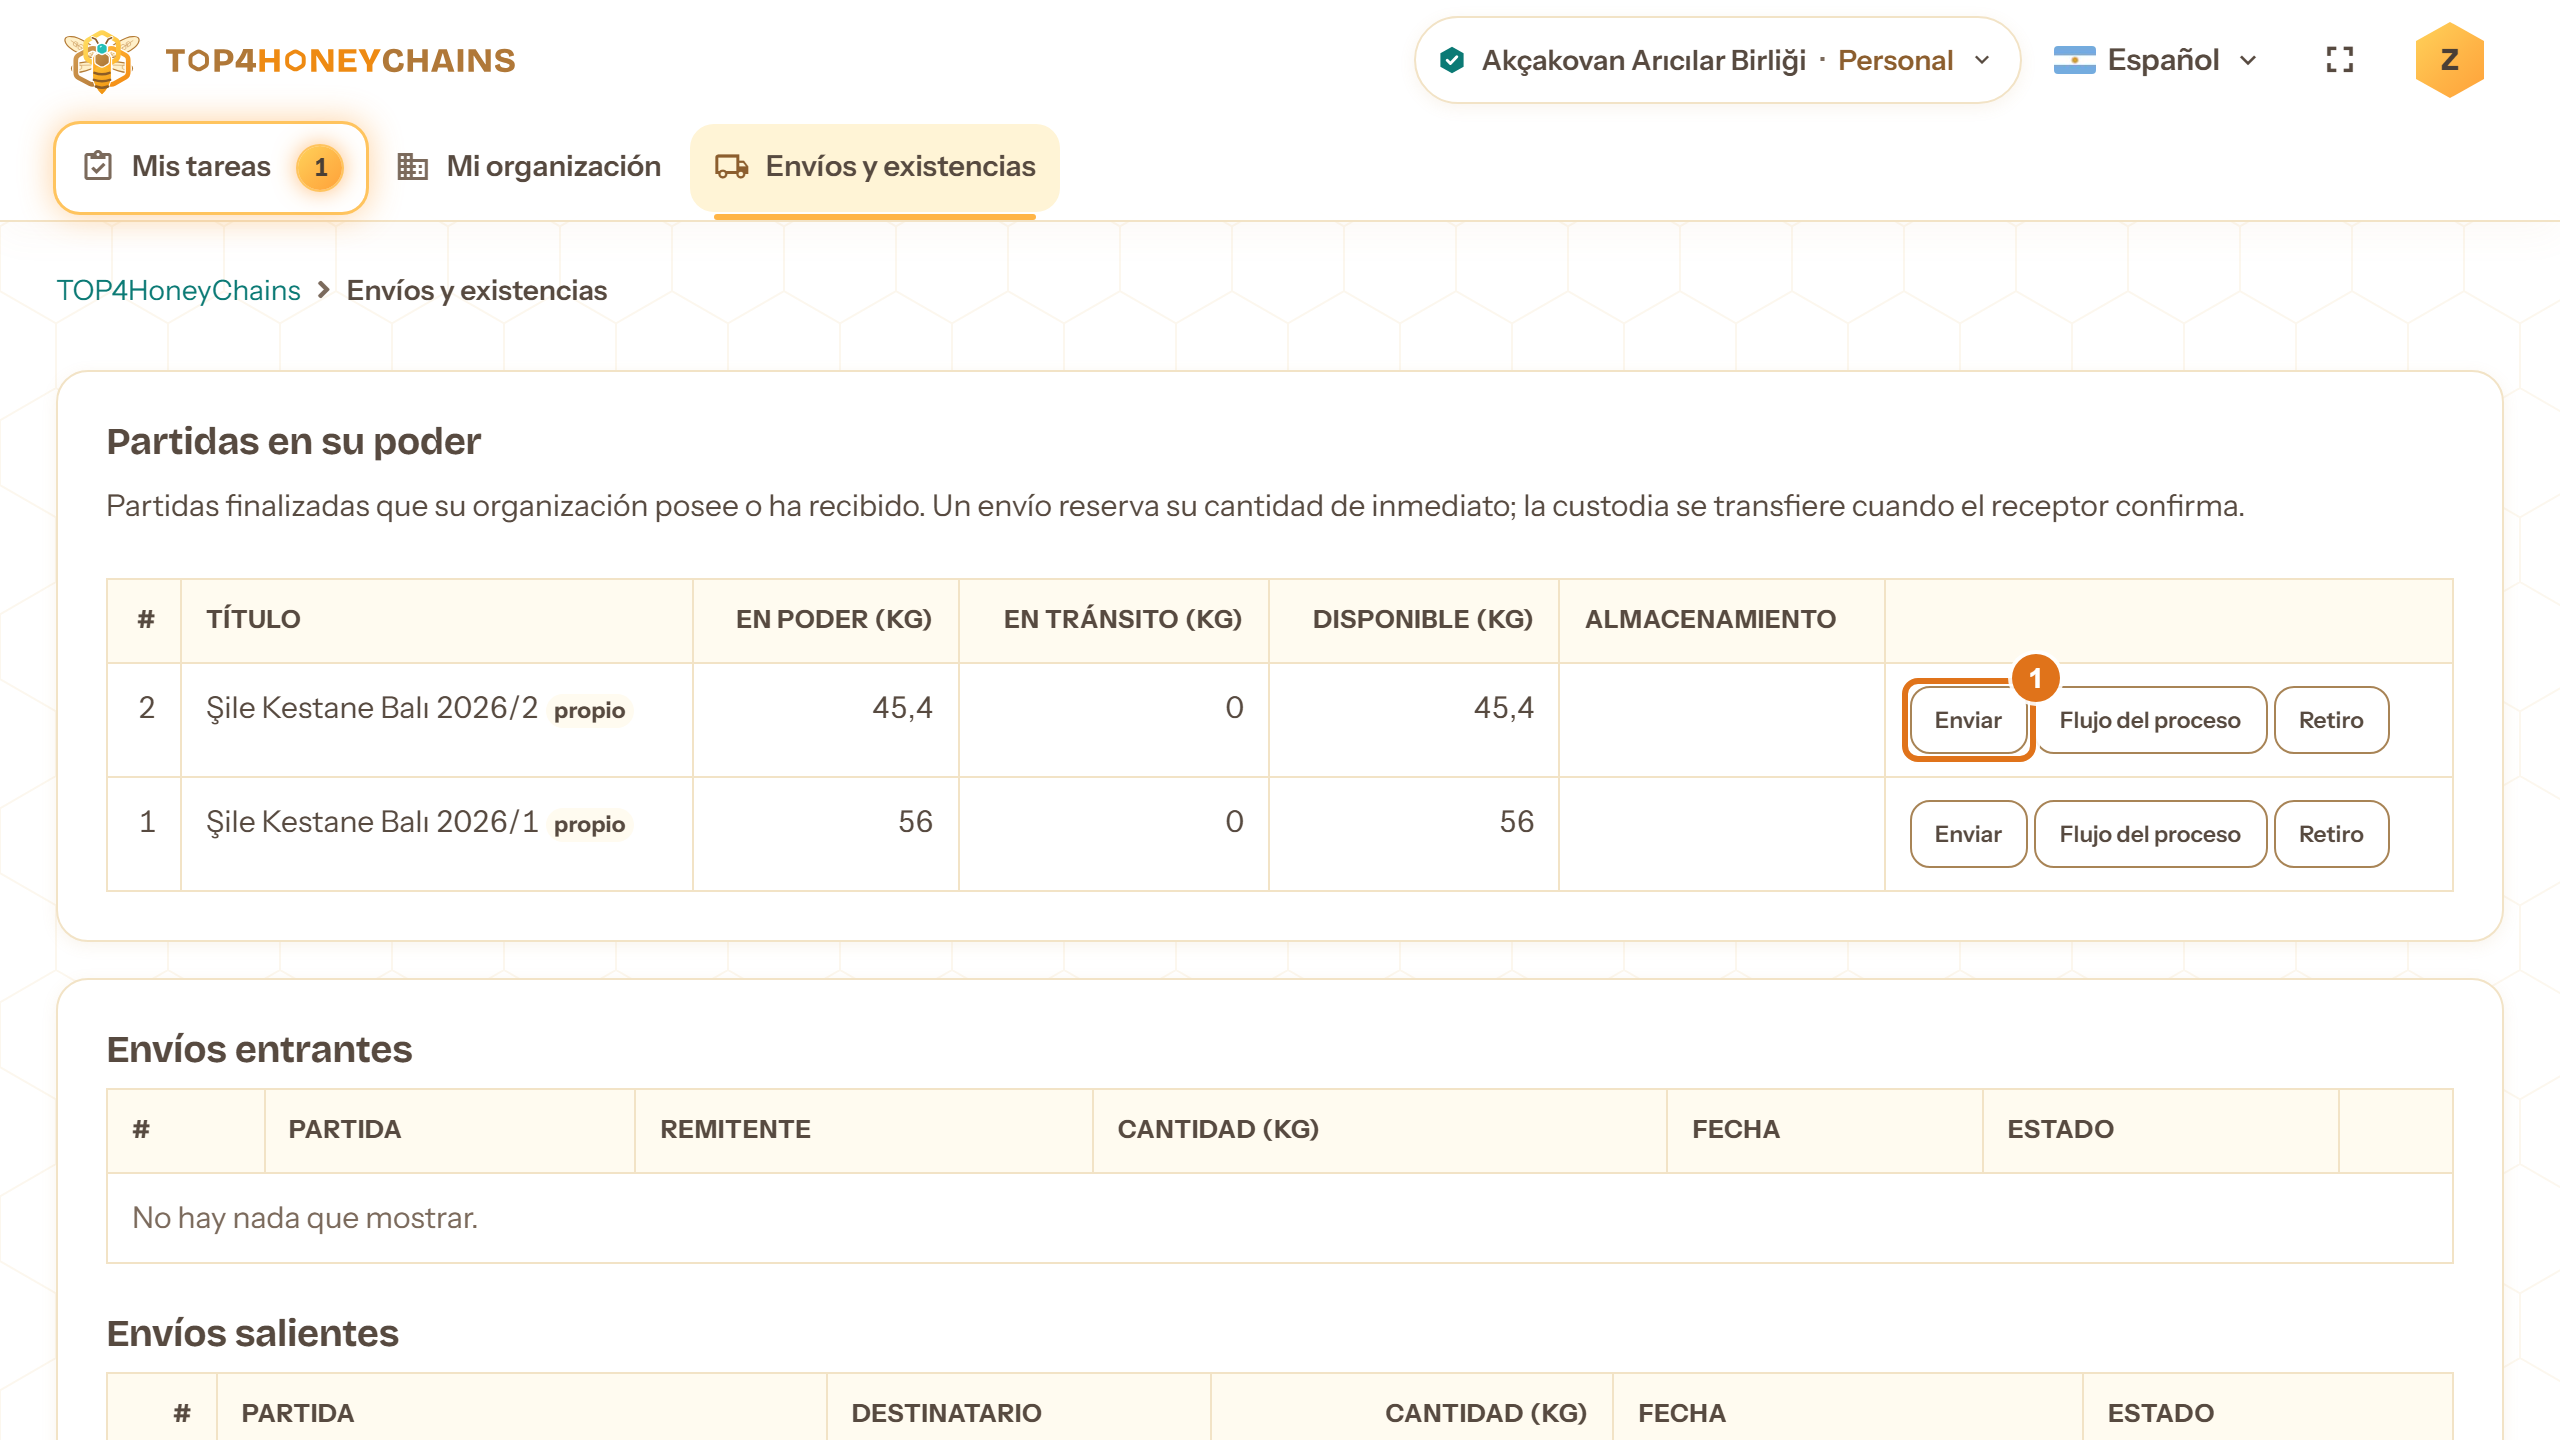 TOP4HONEYCHAINS
Akçakovan Arıcılar Birliği · Personal
Español
Z
Mis tareas 1
Mi organización
Envíos y existencias
TOP4HoneyChains > Envíos y existencias
Partidas en su poder
Partidas finalizadas que su organización posee o ha recibido. Un envío reserva su cantidad de inmediato; la custodia se transfiere cuando el receptor confirma.
# TÍTULO EN PODER (KG) EN TRÁNSITO (KG) DISPONIBLE (KG) ALMACENAMIENTO
1
2 Şile Kestane Balı 2026/2 propio 45,4 0 45,4 Enviar Flujo del proceso Retiro
1 Şile Kestane Balı 2026/1 propio 56 0 56 Enviar Flujo del proceso Retiro
Envíos entrantes
# PARTIDA REMITENTE CANTIDAD (KG) FECHA ESTADO
No hay nada que mostrar.
Envíos salientes
# PARTIDA DESTINATARIO CANTIDAD (KG) FECHA ESTADO